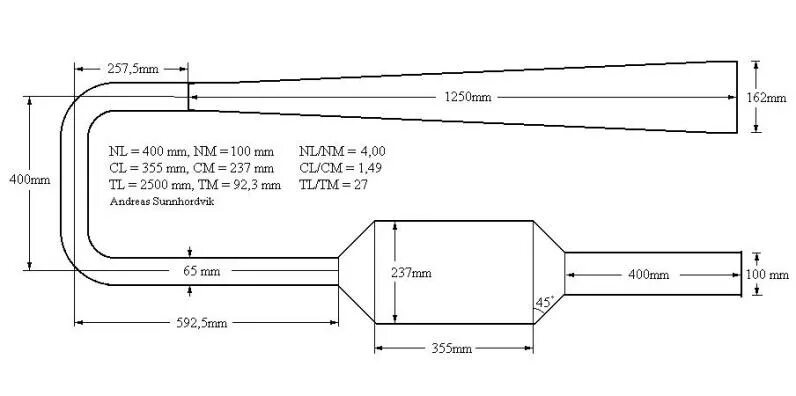 257,5mm
1250mm
162mm
NL = 400 mm, NM = 100 mm NL/NM = 4,00
CL = 355 mm, CM = 237 mm CL/CM = 1,49
TL = 2500 mm, TM = 92,3 mm TL/TM = 27
Andreas Sunnhordvik
400mm
65 mm
237mm
400mm
100 mm
45°
592,5mm
355mm